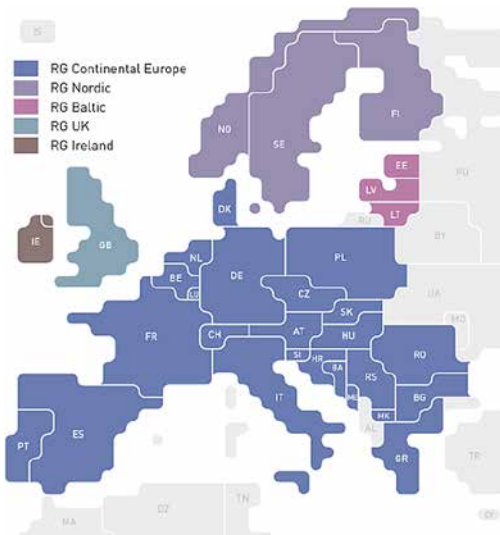 IS
RG Continental Europe
RG Nordic
RG Baltic
RG UK
RG Ireland
NO
SE
FI
EE
RU
LV
LT
RU
BY
DK
IE
GB
NL
BE
LU
DE
PL
CZ
UA
SK
MD
FR
CH
AT
HU
SI
HR
RO
BA
RS
IT
ME
BG
MK
AL
PT
ES
GR
TR
MA
DZ
TN
CY